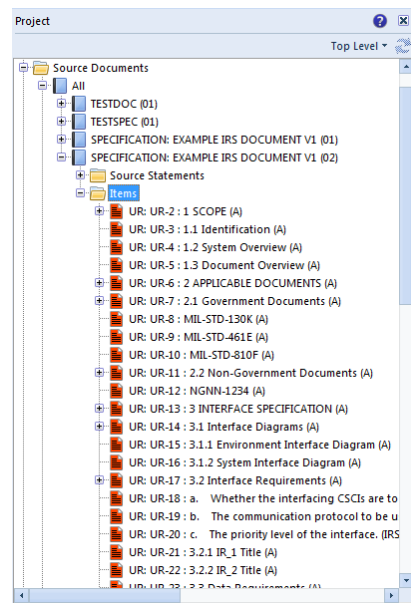 Project
Top Level
Source Documents
All
TESTDOC (01)
TESTSPEC (01)
SPECIFICATION: EXAMPLE IRS DOCUMENT V1 (01)
SPECIFICATION: EXAMPLE IRS DOCUMENT V1 (02)
Source Statements
Items
UR: UR-2 : 1 SCOPE (A)
UR: UR-3 : 1.1 Identification (A)
UR: UR-4 : 1.2 System Overview (A)
UR: UR-5 : 1.3 Document Overview (A)
UR: UR-6 : 2 APPLICABLE DOCUMENTS (A)
UR: UR-7 : 2.1 Government Documents (A)
UR: UR-8 : MIL-STD-130K (A)
UR: UR-9 : MIL-STD-461E (A)
UR: UR-10 : MIL-STD-810F (A)
UR: UR-11 : 2.2 Non-Government Documents (A)
UR: UR-12 : NGNN-1234 (A)
UR: UR-13 : 3 INTERFACE SPECIFICATION (A)
UR: UR-14 : 3.1 Interface Diagrams (A)
UR: UR-15 : 3.1.1 Environment Interface Diagram (A)
UR: UR-16 : 3.1.2 System Interface Diagram (A)
UR: UR-17 : 3.2 Interface Requirements (A)
UR: UR-18 : a. Whether the interfacing CSCIs are to
UR: UR-19 : b. The communication protocol to be u
UR: UR-20 : c. The priority level of the interface. (IRS
UR: UR-21 : 3.2.1 IR_1 Title (A)
UR: UR-22 : 3.2.2 IR_2 Title (A)
UR: UR-23 : 3.3 Data Requirements (A)